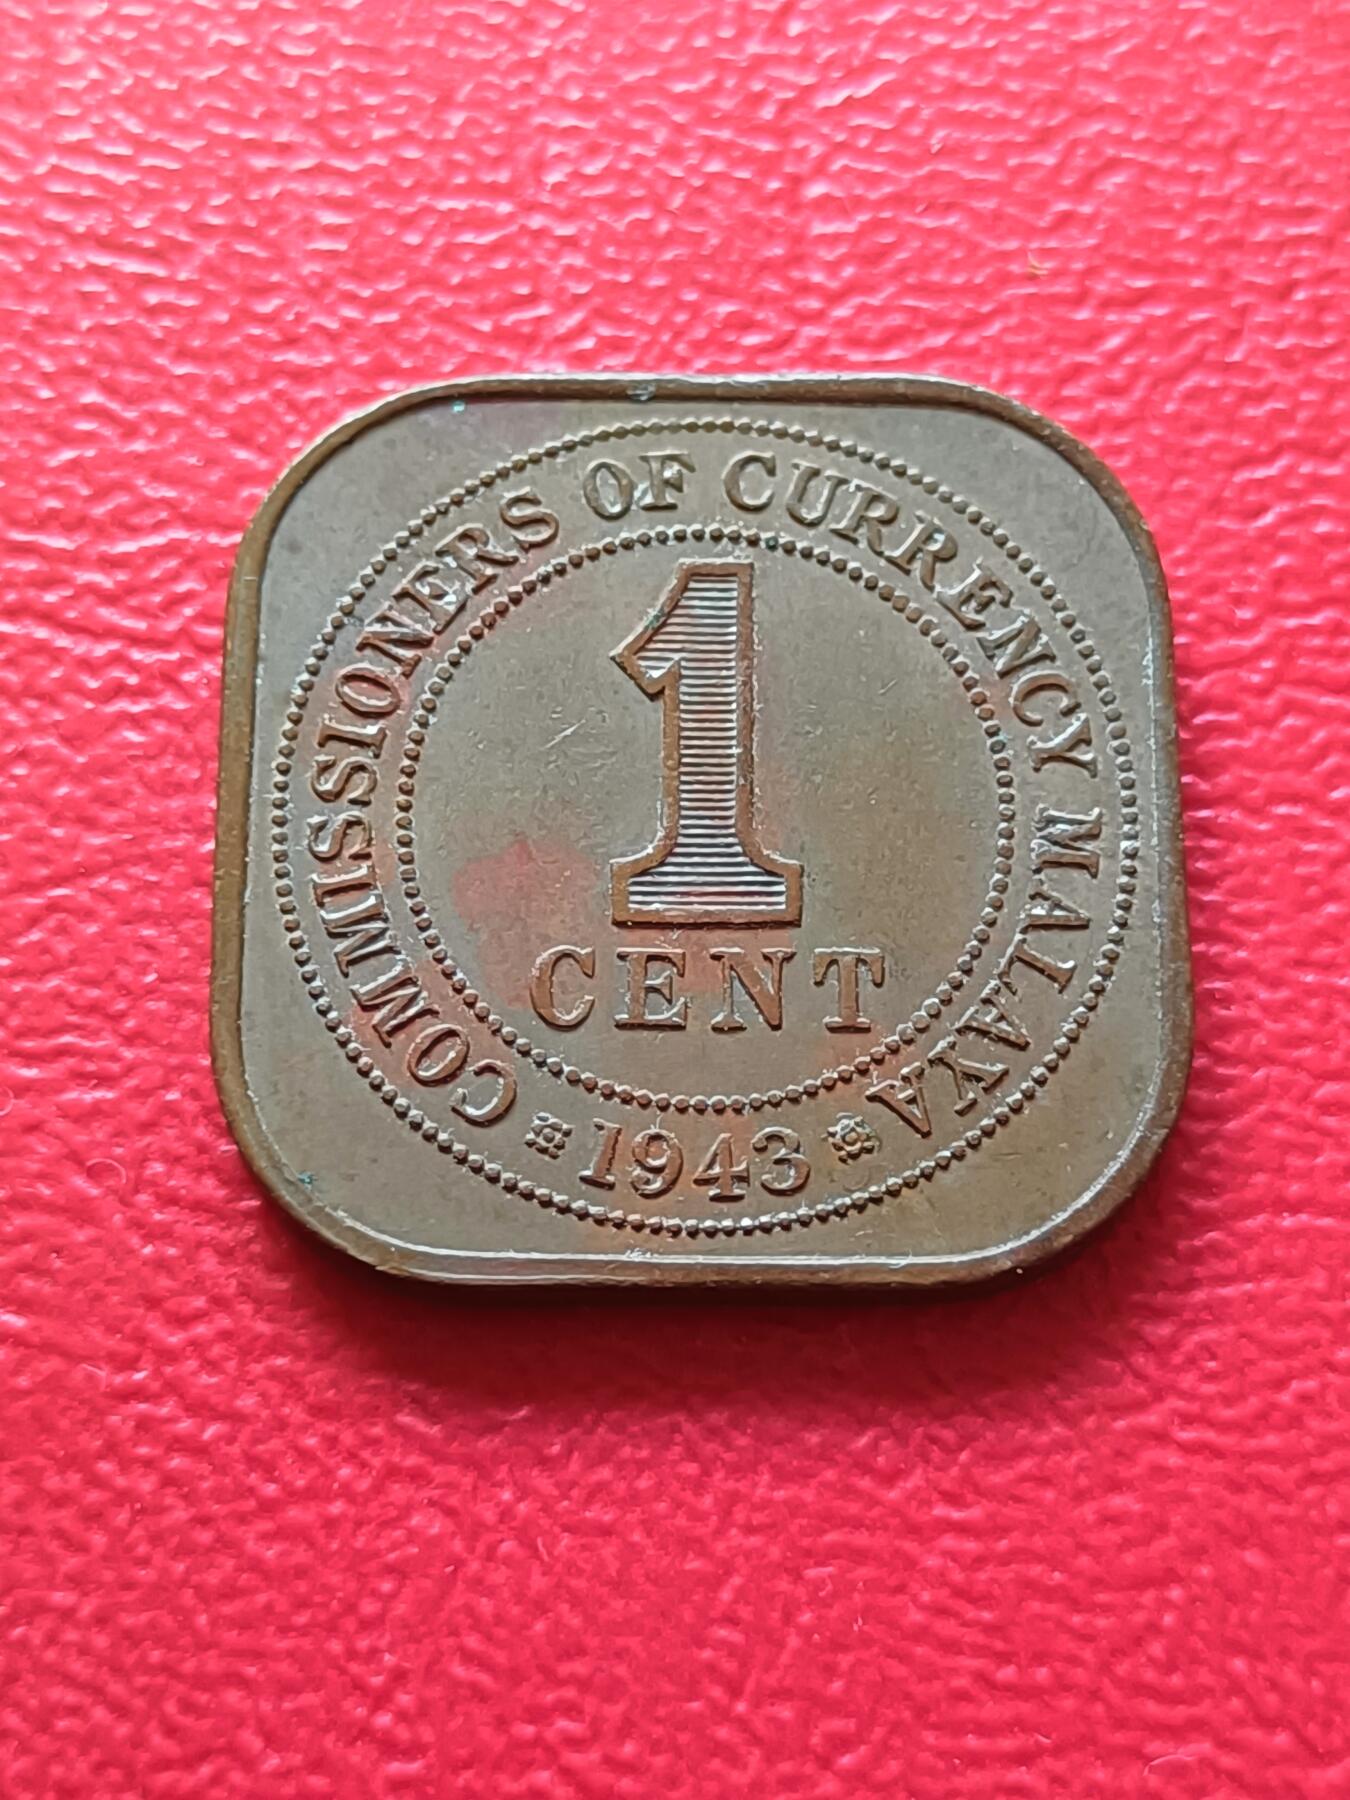 COMMISSIONERS OF CURRENCY MALAYA
1
CENT
1943